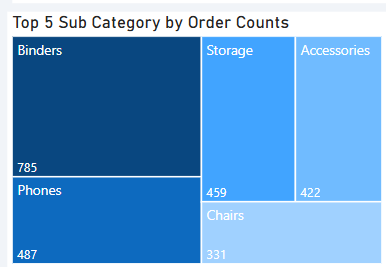 Top 5 Sub Category by Order Counts
Binders
785
Phones
487
Storage
459
Accessories
422
Chairs
331